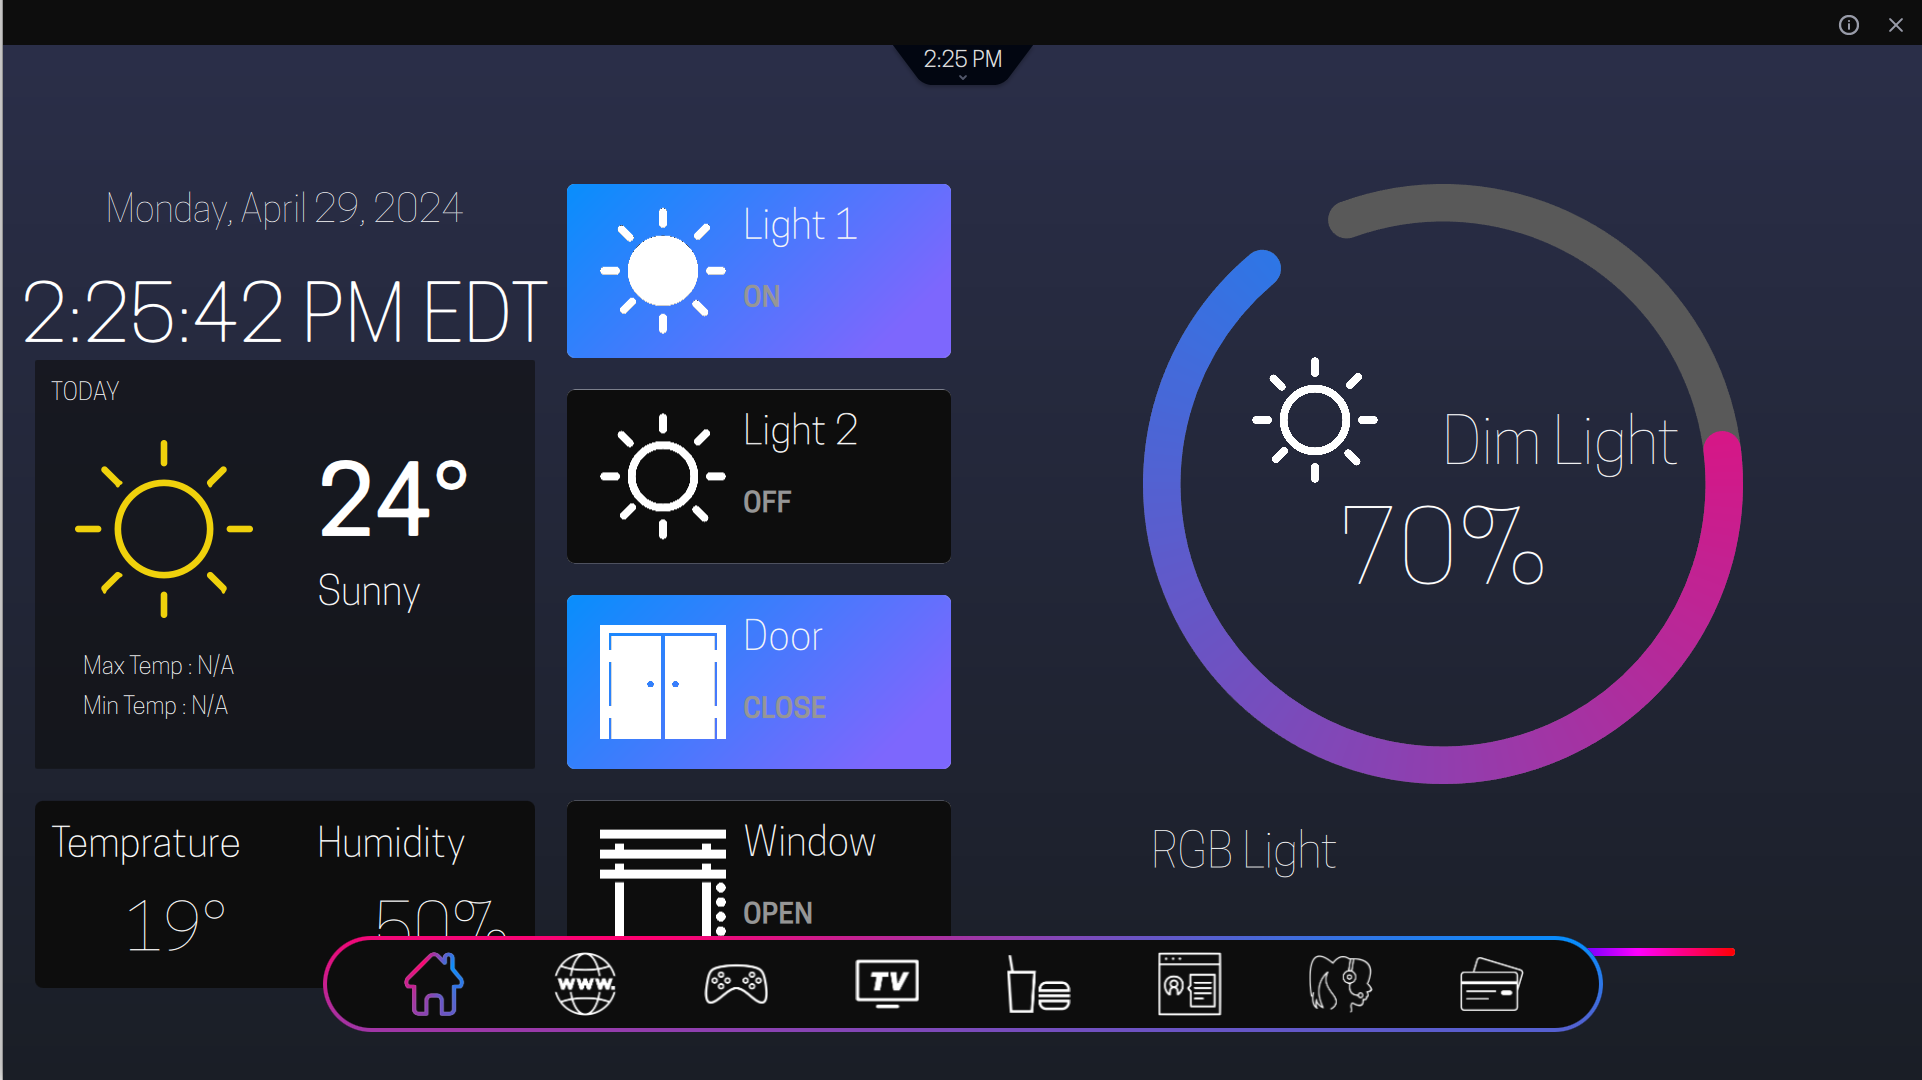 2:25 PM
Monday, April 29, 2024
2:25:42 PM EDT
TODAY
24°
Sunny
Max Temp : N/A
Min Temp : N/A
Temprature
19°
Humidity
50%
Light 1
ON
Light 2
OFF
Door
CLOSE
Window
OPEN
Dim Light
70%
RGB Light
WWW.
TV